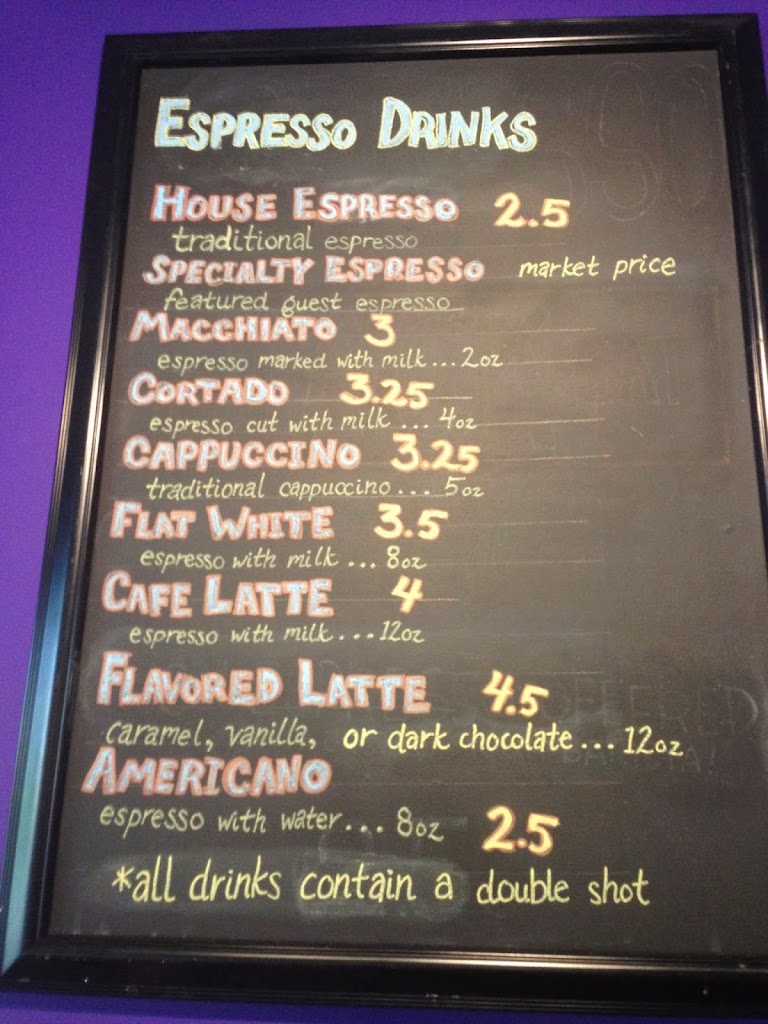 ESPRESSO DRINKS
HOUSE ESPRESSO 2.5
traditional espresso
SPECIALTY ESPRESSO market price
featured guest espresso
MACCHIATO 3
espresso marked with milk...2oz
CORTADO 3.25
espresso cut with milk ... 4oz
CAPPUCCINO 3.25
traditional cappuccino... 5oz
FLAT WHITE 3.5
espresso with milk ... 8oz
CAFE LATTE 4
espresso with milk...12oz
FLAVORED LATTE 4.5
caramel, vanilla, or dark chocolate... 12oz
AMERICANO
espresso with water... 8oz 2.5
*all drinks contain a double shot